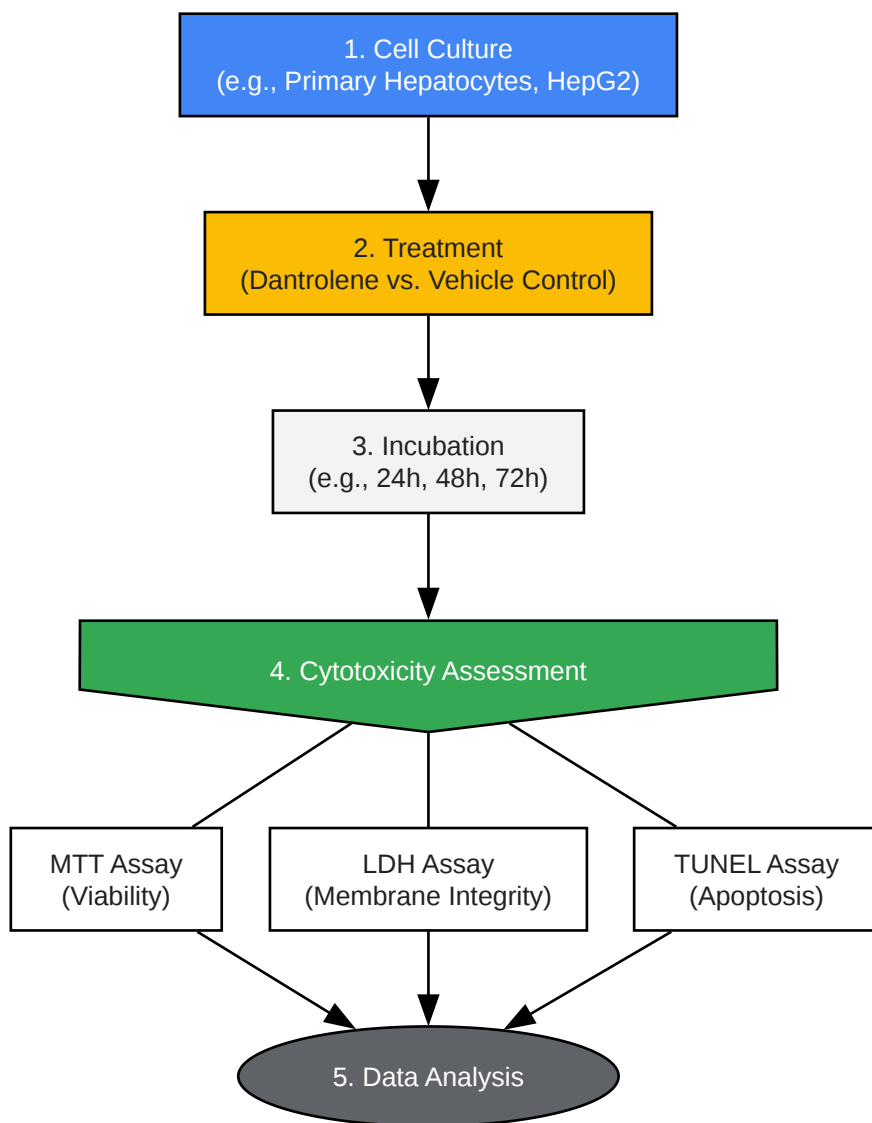 1. Cell Culture
(e.g., Primary Hepatocytes, HepG2)
2. Treatment
(Dantrolene vs. Vehicle Control)
3. Incubation
(e.g., 24h, 48h, 72h)
4. Cytotoxicity Assessment
MTT Assay
(Viability)
LDH Assay
(Membrane Integrity)
TUNEL Assay
(Apoptosis)
5. Data Analysis